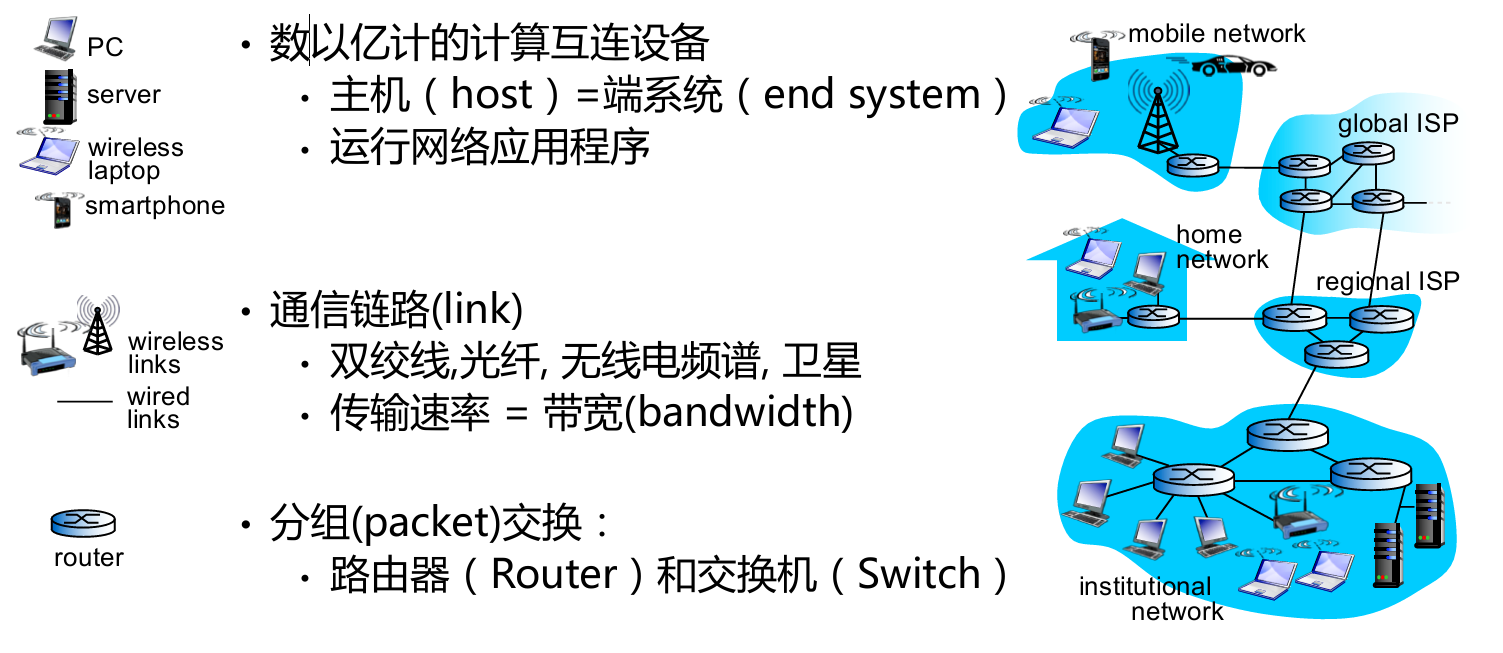 PC
server
wireless
laptop
smartphone
• 数以亿计的计算互连设备
• 主机（host）=端系统（end system）
• 运行网络应用程序
wireless
links
wired
links
• 通信链路(link)
• 双绞线,光纤, 无线电频谱, 卫星
• 传输速率 = 带宽(bandwidth)
router
• 分组(packet)交换：
• 路由器（Router）和交换机（Switch）
mobile network
global ISP
home
network
regional ISP
institutional
network